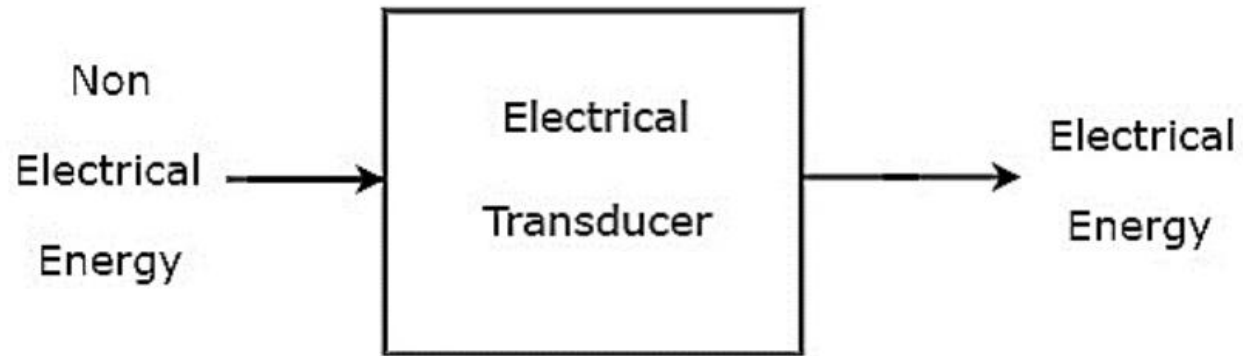 Non
Electrical
Energy
Electrical
Transducer
Electrical
Energy